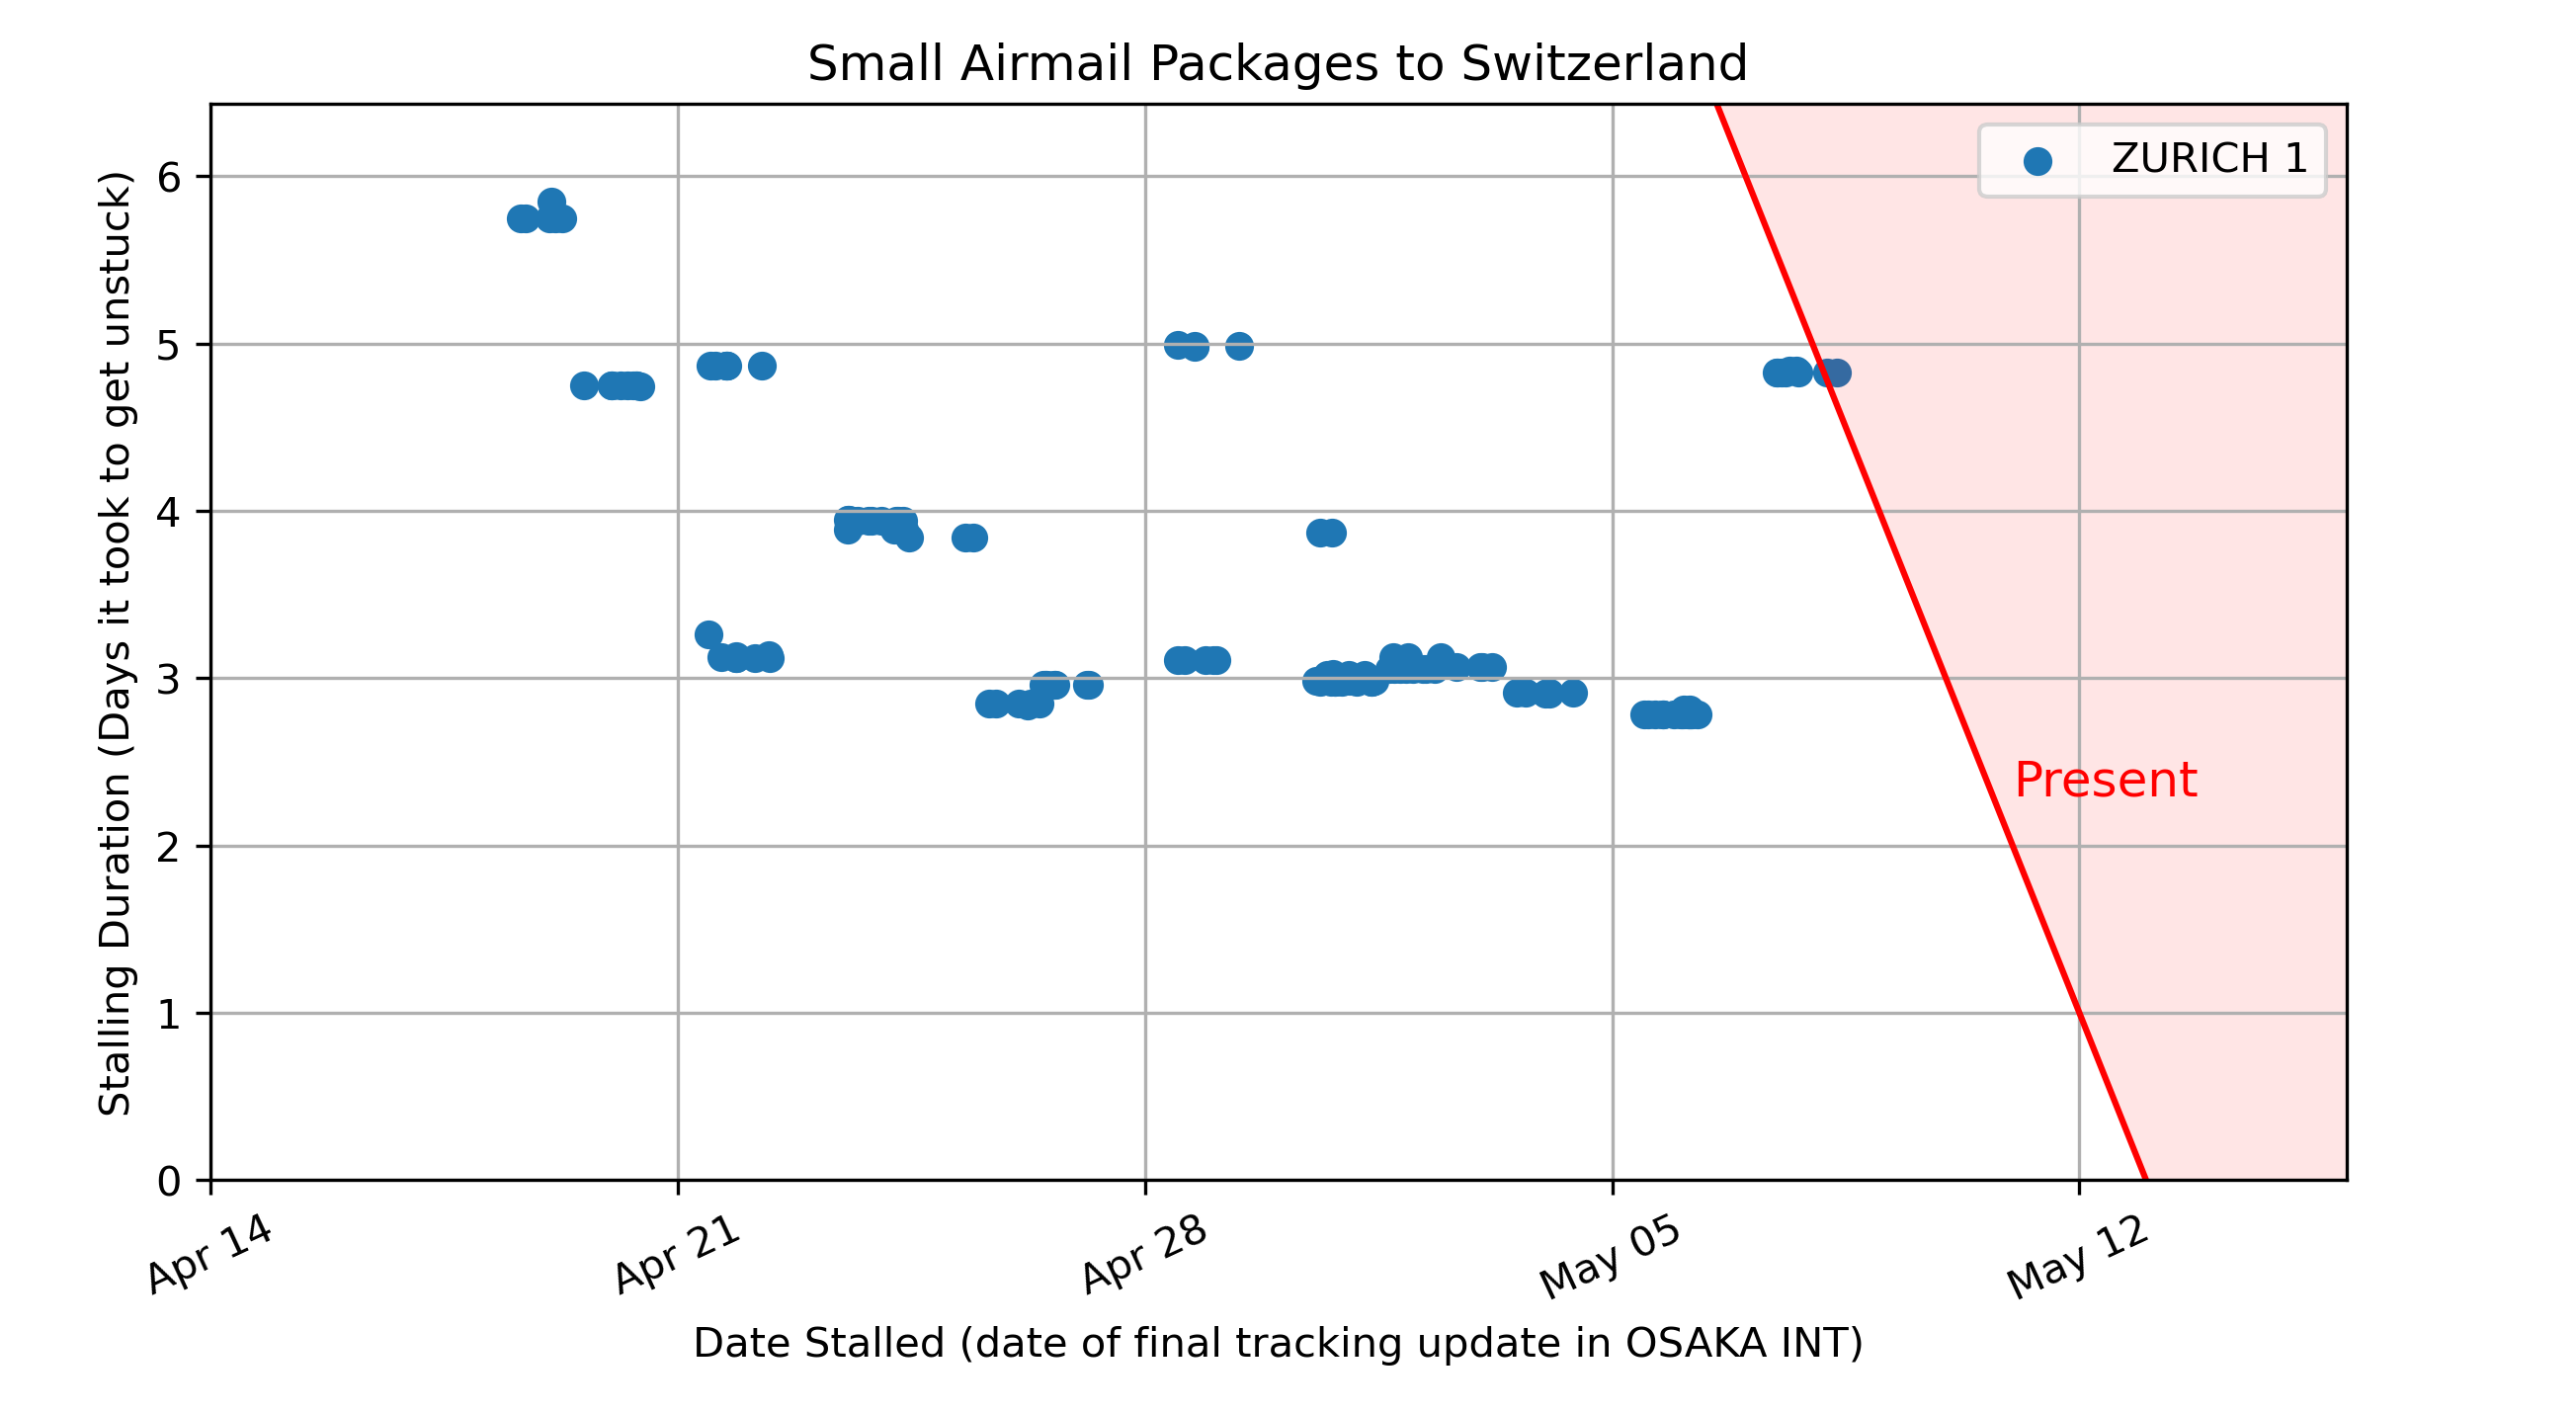 Small Airmail Packages to Switzerland
ZURICH 1
Stalling Duration (Days it took to get unstuck)
6
5
4
3
2
1
0
Present
Apr 14
Apr 21
Apr 28
May 05
May 12
Date Stalled (date of final tracking update in OSAKA INT)